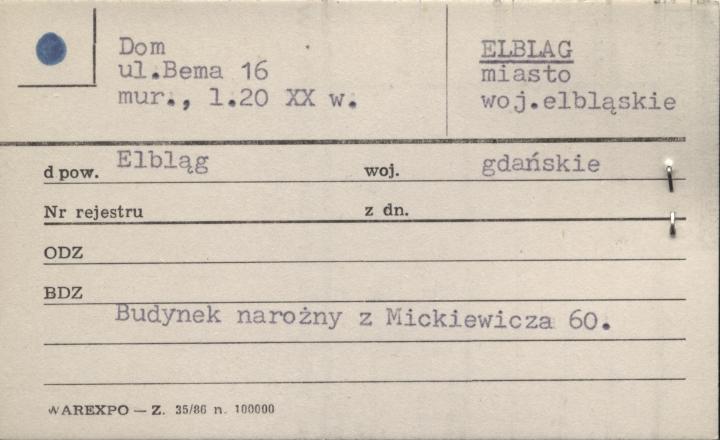 Dom
ul.Bema 16
mur., l.20 XX w.
ELBLAG
miasto
woj.elbląskie
d pow. Elbląg woj. gdańskie
Nr rejestru z dn.
ODZ
BDZ
Budynek narożny z Mickiewicza 60.
WAREXPO — Z. 35/86 n. 100000